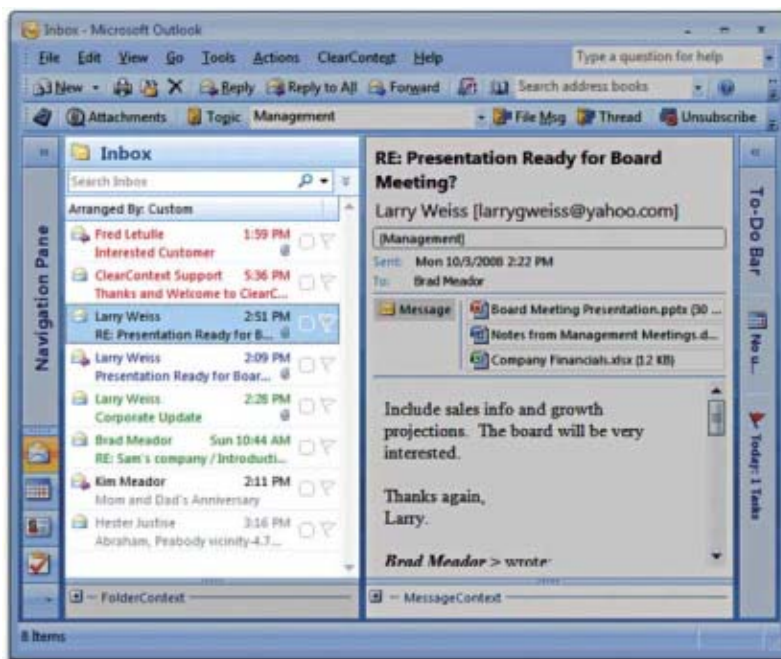 Inbox - Microsoft Outlook
File Edit View Go Tools Actions ClearContext Help Type a question for help
New Reply Reply to All Forward Search address books
Attachments Topic Management File Msg Thread Unsubscribe
Navigation Pane
Inbox
Search Inbox
Arranged By: Custom
Fred Letulle 1:59 PM
Interested Customer
ClearContext Support 5:36 PM
Thanks and Welcome to ClearC...
Larry Weiss 2:51 PM
RE: Presentation Ready for B...
Larry Weiss 2:09 PM
Presentation Ready for Boar...
Larry Weiss 2:26 PM
Corporate Update
Brad Meador Sun 10:44 AM
RE: Sam's company / Introducti...
Kim Meador 2:11 PM
Mom and Dad's Anniversary
Hester Justise 3:16 PM
Abraham, Peabody vicinity-4.7...
FolderContext
RE: Presentation Ready for Board
Meeting?
Larry Weiss [larrygweiss@yahoo.com]
(Management)
Sent: Mon 10/3/2008 2:22 PM
To: Brad Meador
Message
Board Meeting Presentation.pptx (30 ...
Notes from Management Meetings.d...
Company Financials.xlsx (12 KB)
Include sales info and growth
projections. The board will be very
interested.
Thanks again,
Larry.
Brad Meador > wrote:
MessageContext
To-Do Bar
No u...
Today: 1 Tasks
8 Items